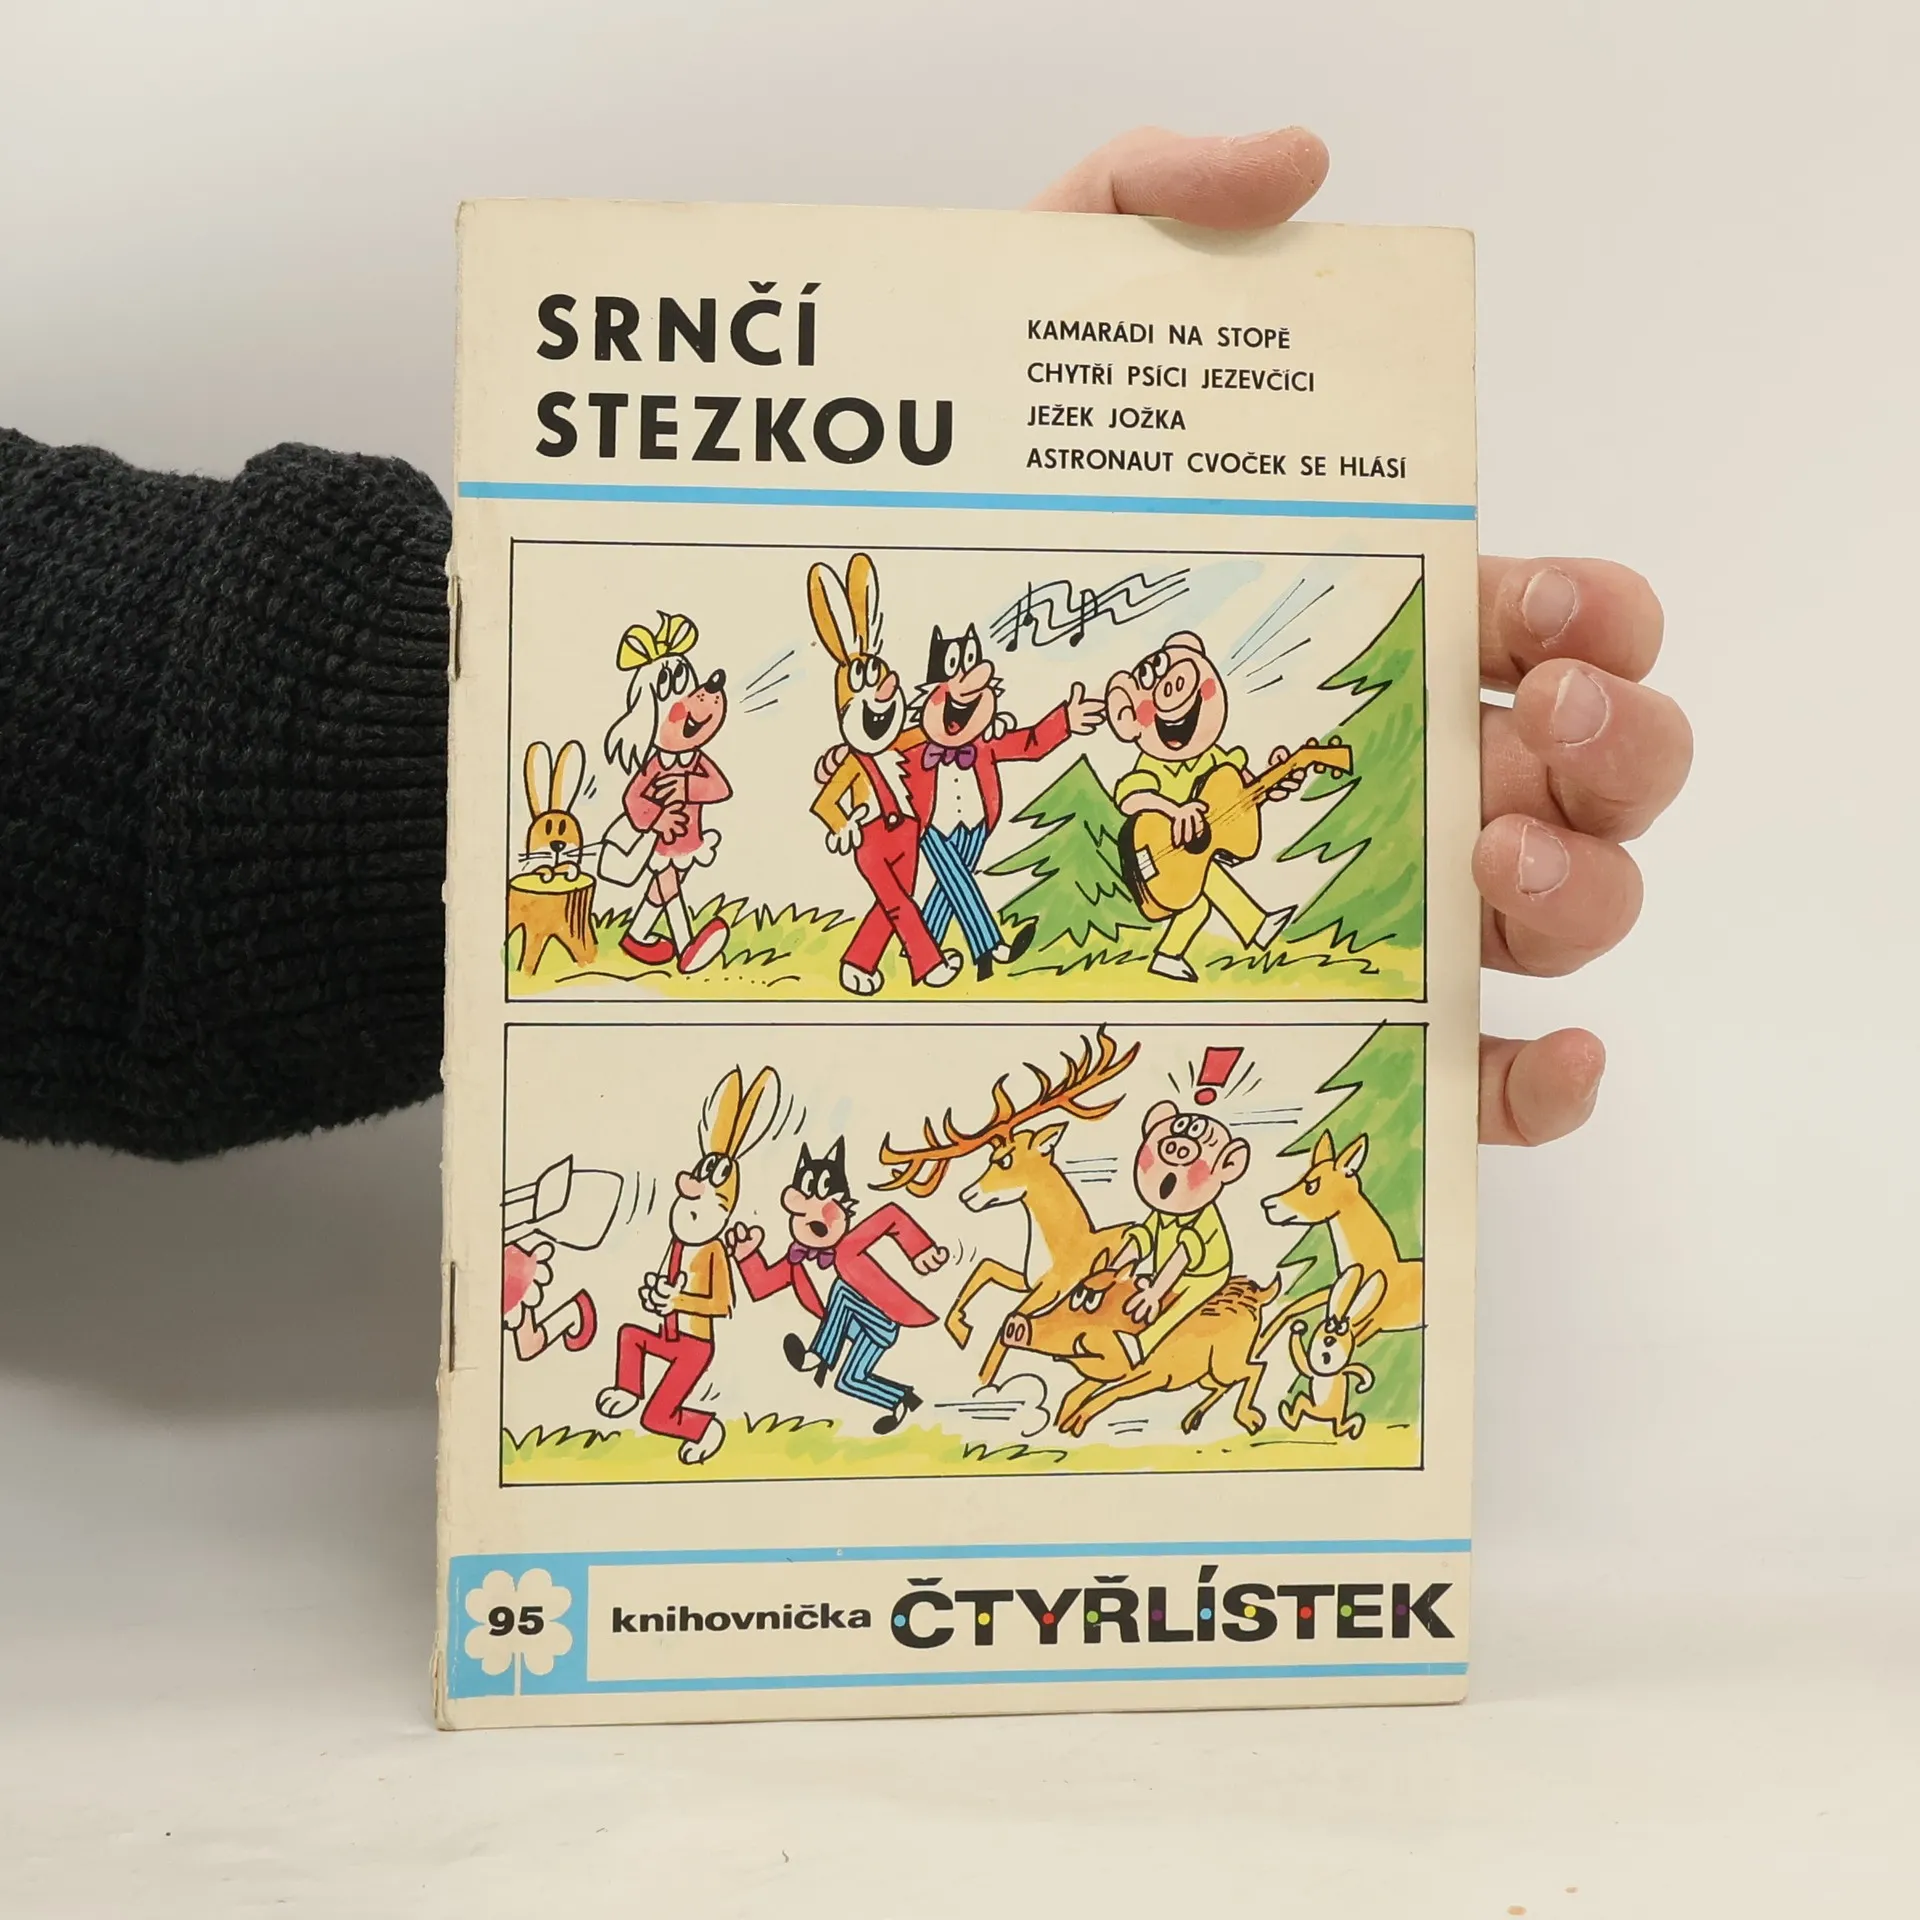 SRNČÍ
STEZKOU
KAMARÁDI NA STOPĚ
CHYTŘÍ PSÍCI JEZEVČÍCI
JEŽEK JOŽKA
ASTRONAUT CVOČEK SE HLÁSÍ
!
95
knihovnička ČTYŘLÍSTEK